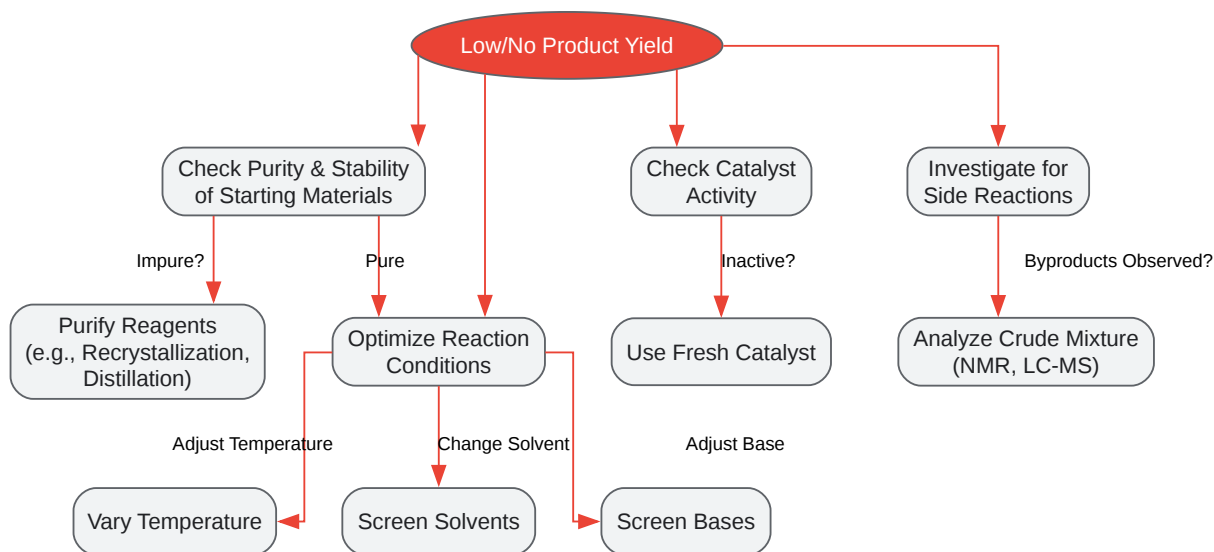 Low/No Product Yield
Check Purity & Stability
of Starting Materials
Check Catalyst
Activity
Investigate for
Side Reactions
Impure?
Pure
Inactive?
Byproducts Observed?
Purify Reagents
(e.g., Recrystallization,
Distillation)
Optimize Reaction
Conditions
Use Fresh Catalyst
Analyze Crude Mixture
(NMR, LC-MS)
Adjust Temperature
Change Solvent
Adjust Base
Vary Temperature
Screen Solvents
Screen Bases